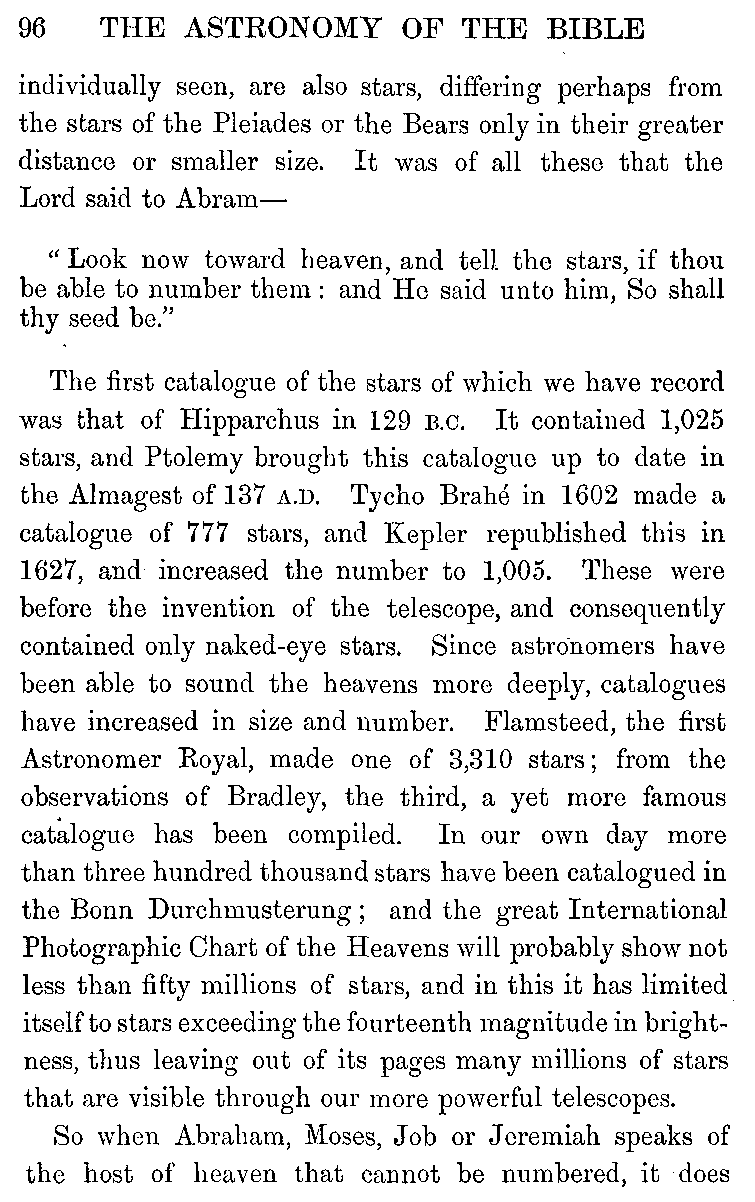 96 THE ASTRONOMY OF THE BIBLE
individually seen, are also stars, differing perhaps from
the stars of the Pleiades or the Bears only in their greater
distance or smaller size. It was of all these that the
Lord said to Abram—
“Look now toward heaven, and tell the stars, if thou
be able to number them : and He said unto him, So shall
thy seed be.”
The first catalogue of the stars of which we have record
was that of Hipparchus in 129 B.C. It contained 1,025
stars, and Ptolemy brought this catalogue up to date in
the Almagest of 137 A.D. Tycho Brahé in 1602 made a
catalogue of 777 stars, and Kepler republished this in
1627, and increased the number to 1,005. These were
before the invention of the telescope, and consequently
contained only naked-eye stars. Since astronomers have
been able to sound the heavens more deeply, catalogues
have increased in size and number. Flamsteed, the first
Astronomer Royal, made one of 3,310 stars; from the
observations of Bradley, the third, a yet more famous
catalogue has been compiled. In our own day more
than three hundred thousand stars have been catalogued in
the Bonn Durchmusterung; and the great International
Photographic Chart of the Heavens will probably show not
less than fifty millions of stars, and in this it has limited
itself to stars exceeding the fourteenth magnitude in bright-
ness, thus leaving out of its pages many millions of stars
that are visible through our more powerful telescopes.
So when Abraham, Moses, Job or Jeremiah speaks of
the host of heaven that cannot be numbered, it does